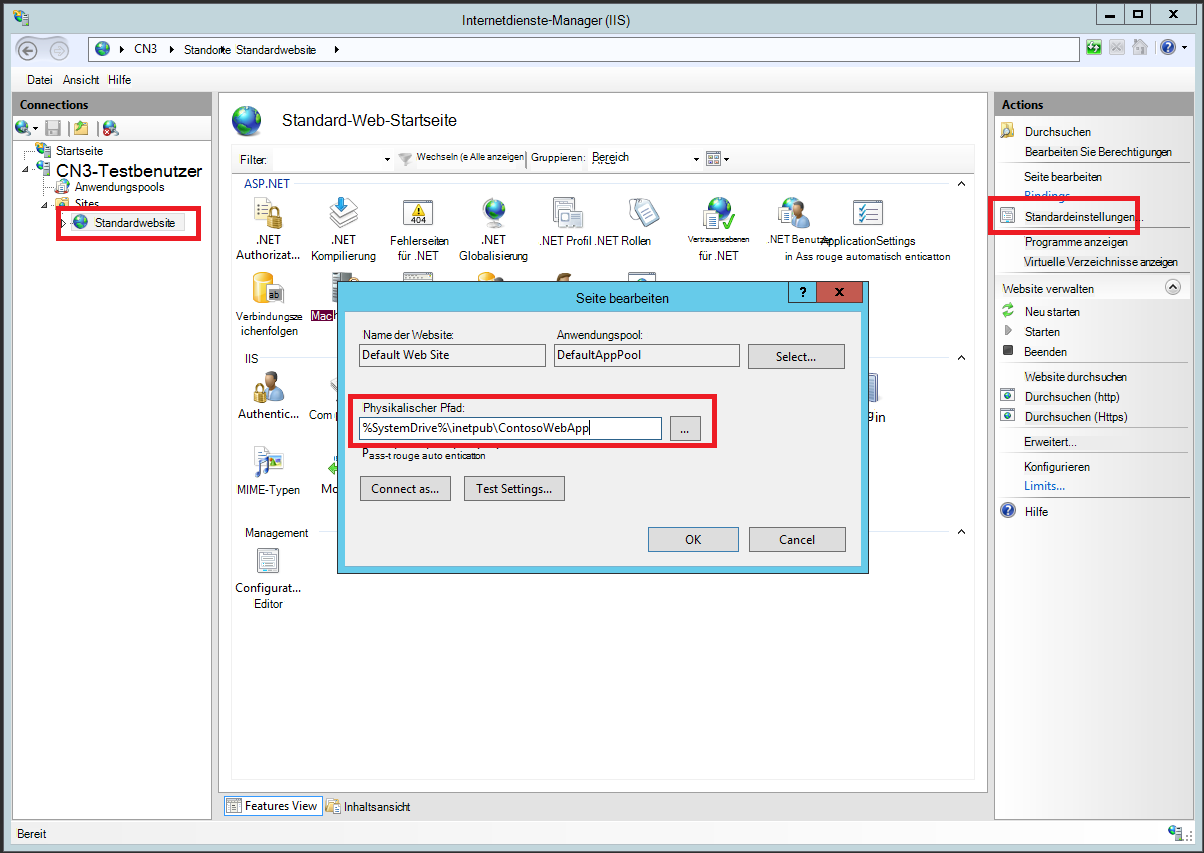 Internetdienste-Manager (IIS)
CN3
Standorte Standardwebsite
Datei Ansicht Hilfe
Connections
Startseite
CN3-Testbenutzer
Anwendungspools
Sites
Standardwebsite
Standard-Web-Startseite
Filter:
Wechseln (e Alle anzeigen
Gruppieren:
Bereich
ASP.NET
.NET Authorizat...
.NET Kompilierung
404
Fehlerseiten für .NET
.NET Globalisierung
.NET Profil
.NET Rollen
Vertrauensebenen für .NET
.NET Benutzer
ApplicationSettings
in Ass rouge automatisch enticatton
Verbindungsze ichenfolgen
ab
Mach
IIS
Authentic...
Com
MIME-Typen
Management
Configurat... Editor
Seite bearbeiten
Name der Website:
Anwendungspool:
Default Web Site
DefaultAppPool
Select...
Physikalischer Pfad:
%SystemDrive%\inetpub\ContosoWebApp
...
Pass-t rouge auto enticatton
Connect as...
Test Settings...
OK
Cancel
Features View
Inhaltsansicht
Bereit
Actions
Durchsuchen
Bearbeiten Sie Berechtigungen
Seite bearbeiten
Bindings
Standardeinstellungen...
Programme anzeigen
Virtuelle Verzeichnisse anzeigen
Website verwalten
Neu starten
Starten
Beenden
Website durchsuchen
Durchsuchen (http)
Durchsuchen (Https)
Erweitert...
Konfigurieren
Limits...
Hilfe